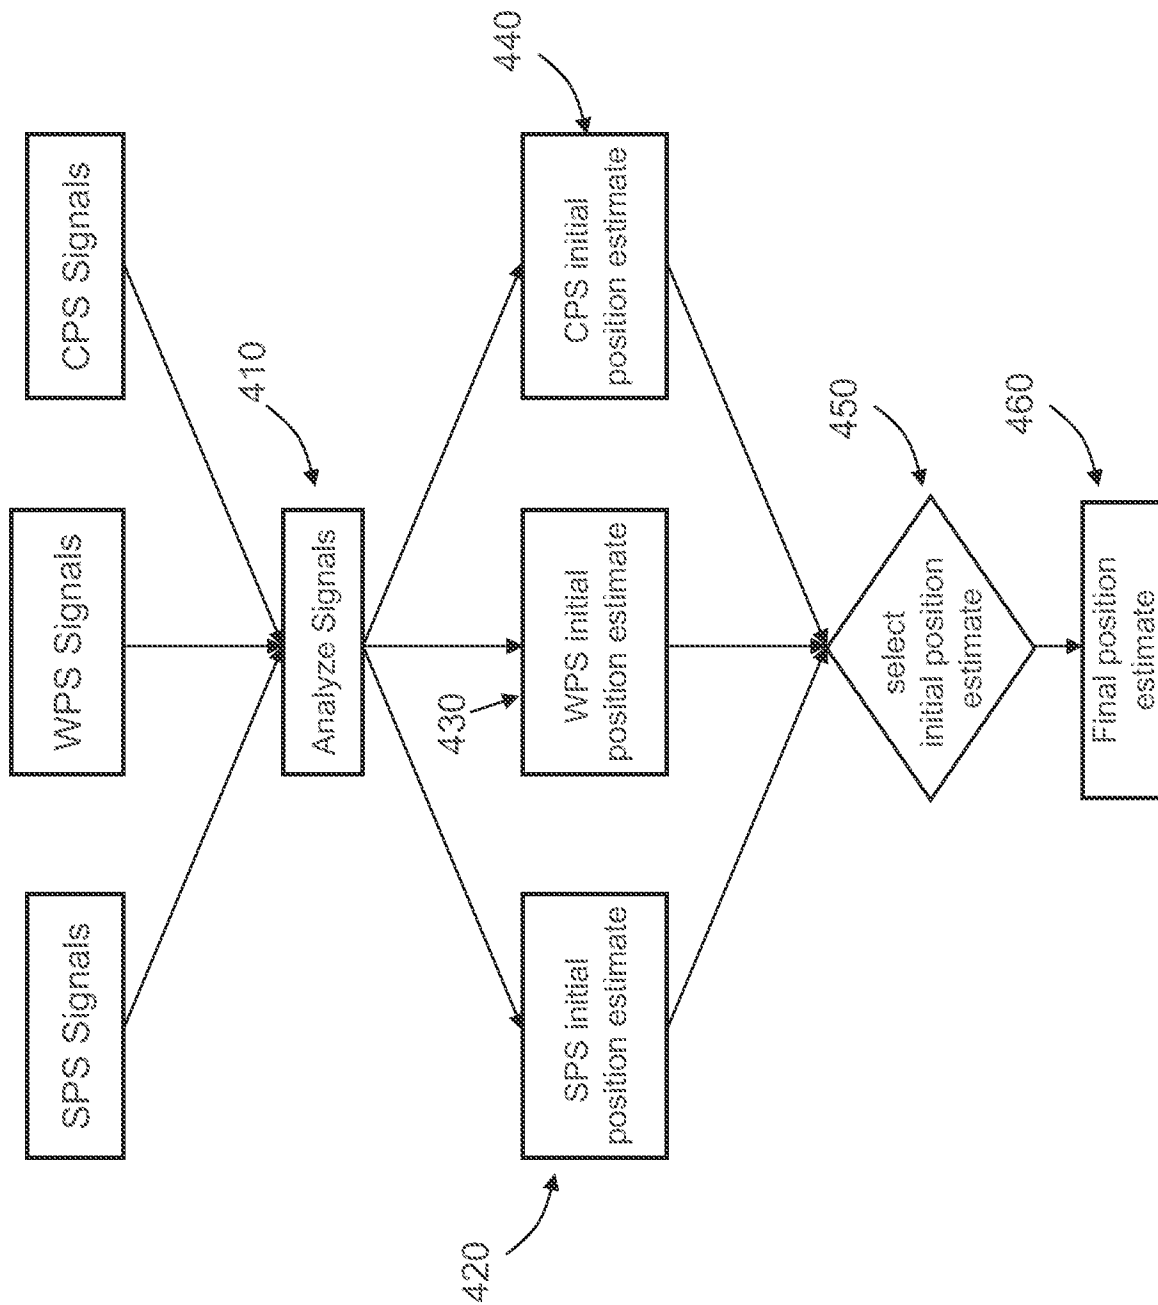 SPS Signals
WPS Signals
CPS Signals
410
Analyze Signals
420
SPS initial
position estimate
430
WPS initial
position estimate
440
CPS initial
position estimate
450
select
initial position
estimate
460
Final position
estimate